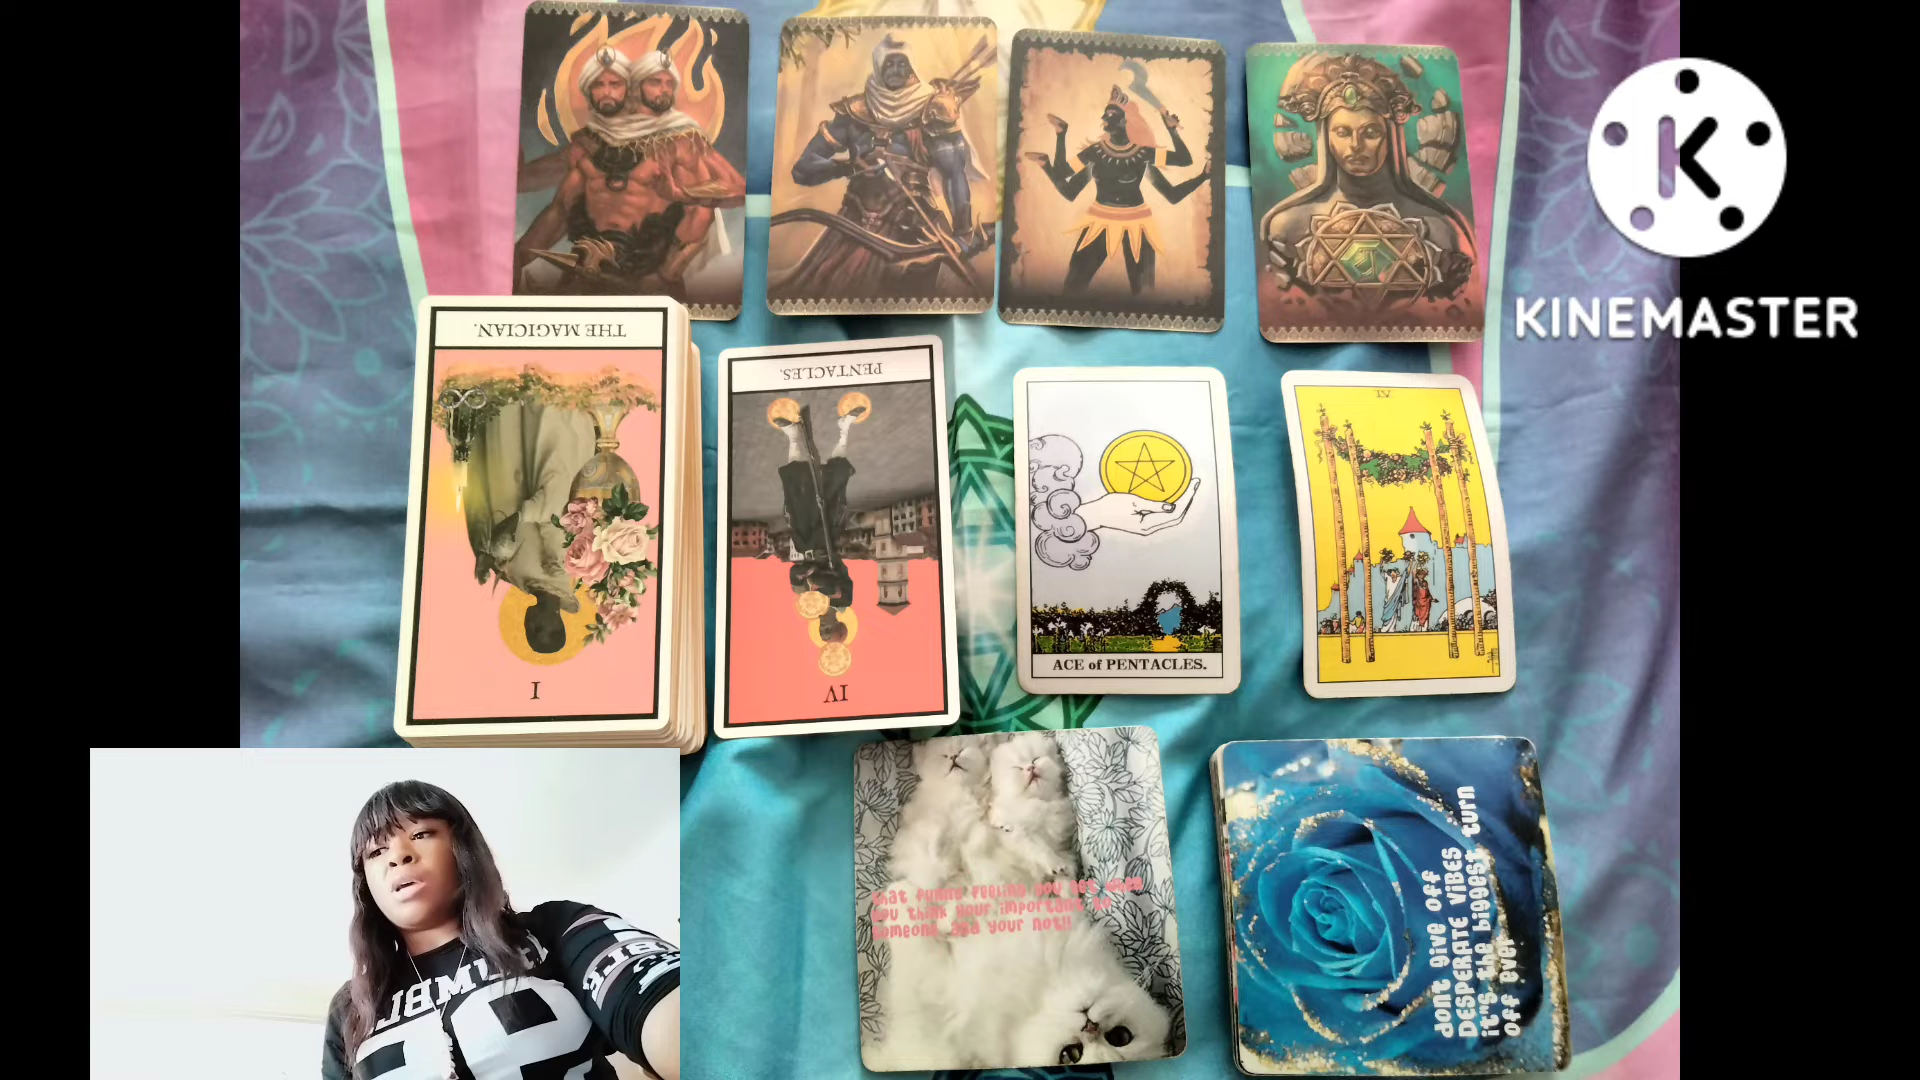 KINEMASTER
THE MAGICIAN.
I
PENTACLES.
IV
ACE of PENTACLES.
IV
that funny feeling you get when
you think your important to
someone and your not!!
dont give off
DESPERATE ViBES
it"s the biggest turn
off ever